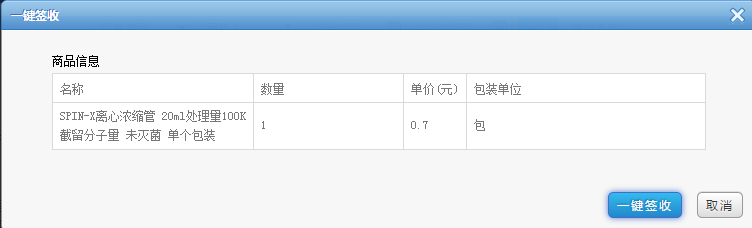 一键签收
商品信息
名称 数量 单价(元) 包装单位
SPIN-X离心浓缩管 20ml处理量100K
截留分子量 未灭菌 单个包装 1 0.7 包
一键签收 取消